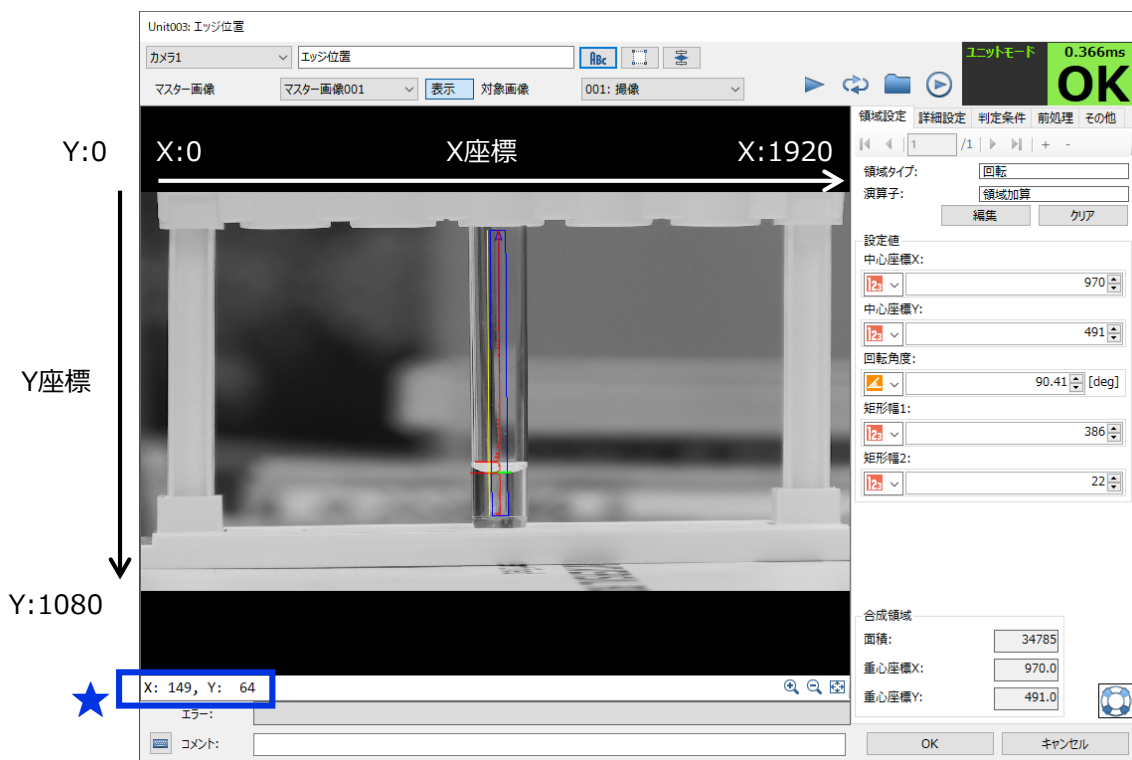 Unit003: エッジ位置
カメラ1 エッジ位置 ABc
ユニットモード 0.366ms
OK
マスター画像 マスター画像001 表示 対象画像 001: 撮像
領域設定 詳細設定 判定条件 前処理 その他
1 /1 + -
Y:0 X:0 X座標 X:1920
領域タイプ: 回転
演算子: 領域加算
編集 クリア
設定値
中心座標X:
123 970
中心座標Y:
123 491
回転角度:
90.41 [deg]
矩形幅1:
123 386
矩形幅2:
123 22
Y座標
Y:1080
合成領域
面積: 34785
重心座標X: 970.0
重心座標Y: 491.0
X: 149, Y: 64
エラー:
コメント:
OK キャンセル